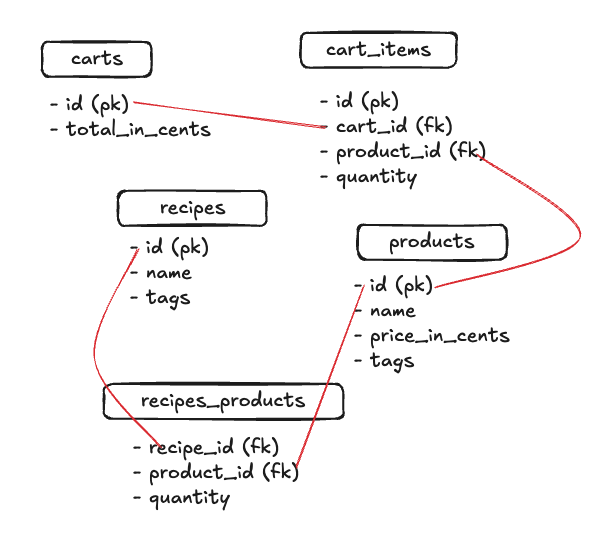 carts
- id (pk)
- total_in_cents
cart_items
- id (pk)
- cart_id (fk)
- product_id (fk)
- quantity
recipes
- id (pk)
- name
- tags
products
- id (pk)
- name
- price_in_cents
- tags
recipes_products
- recipe_id (fk)
- product_id (fk)
- quantity